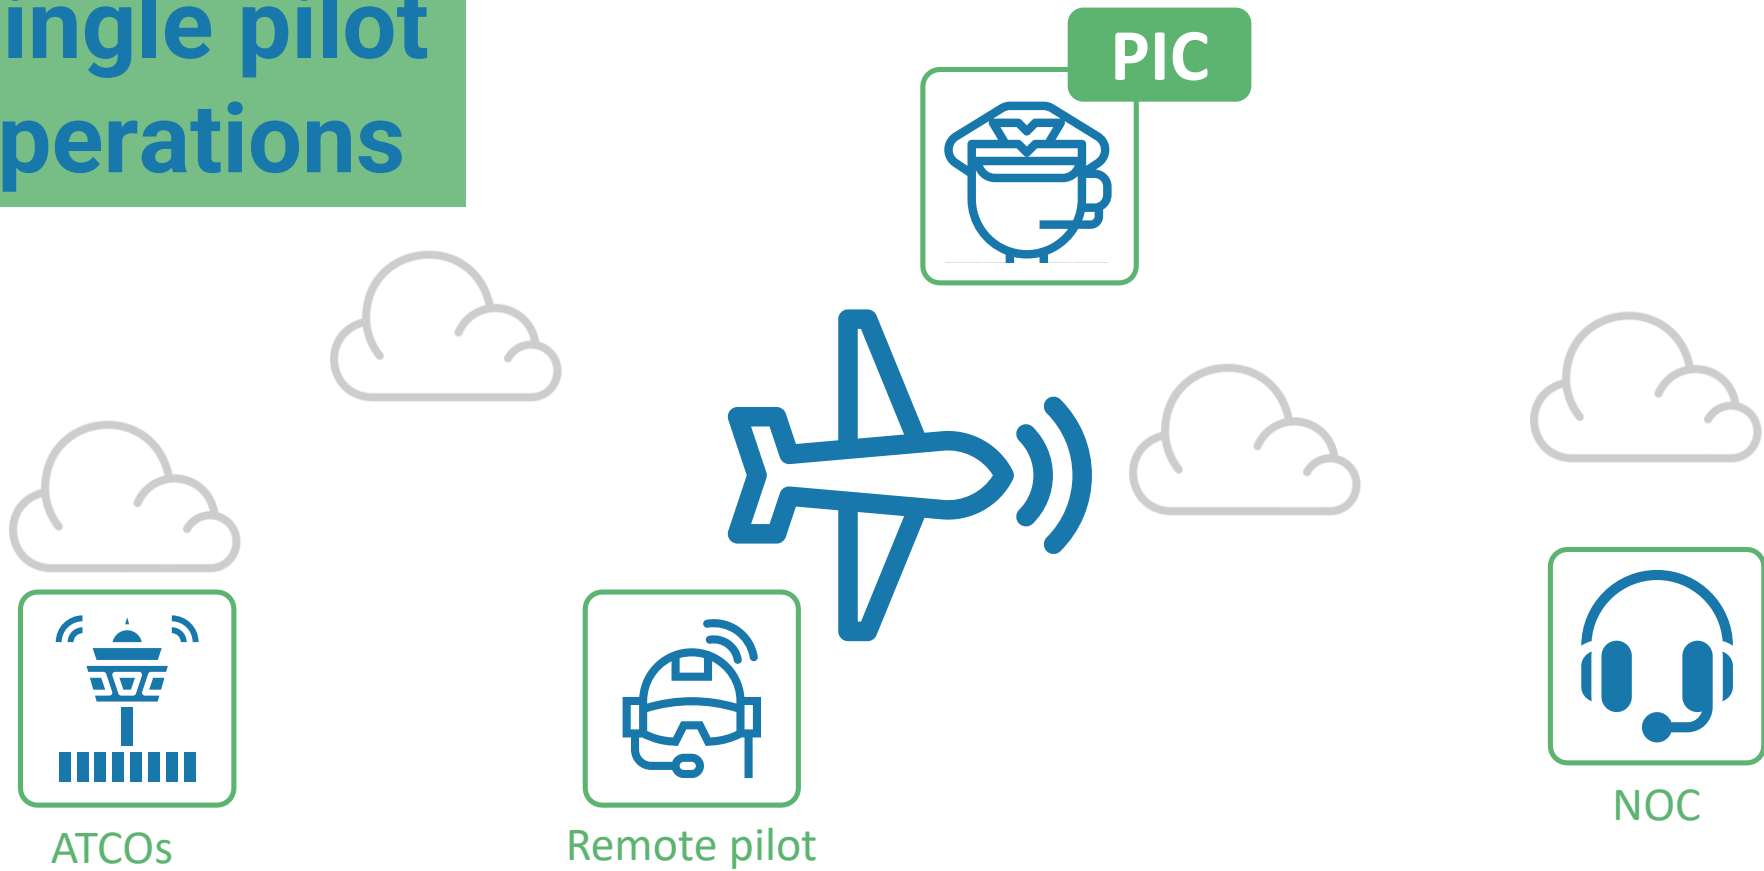 ingle pilot
perations
PIC
NOC
ATCOs
Remote pilot